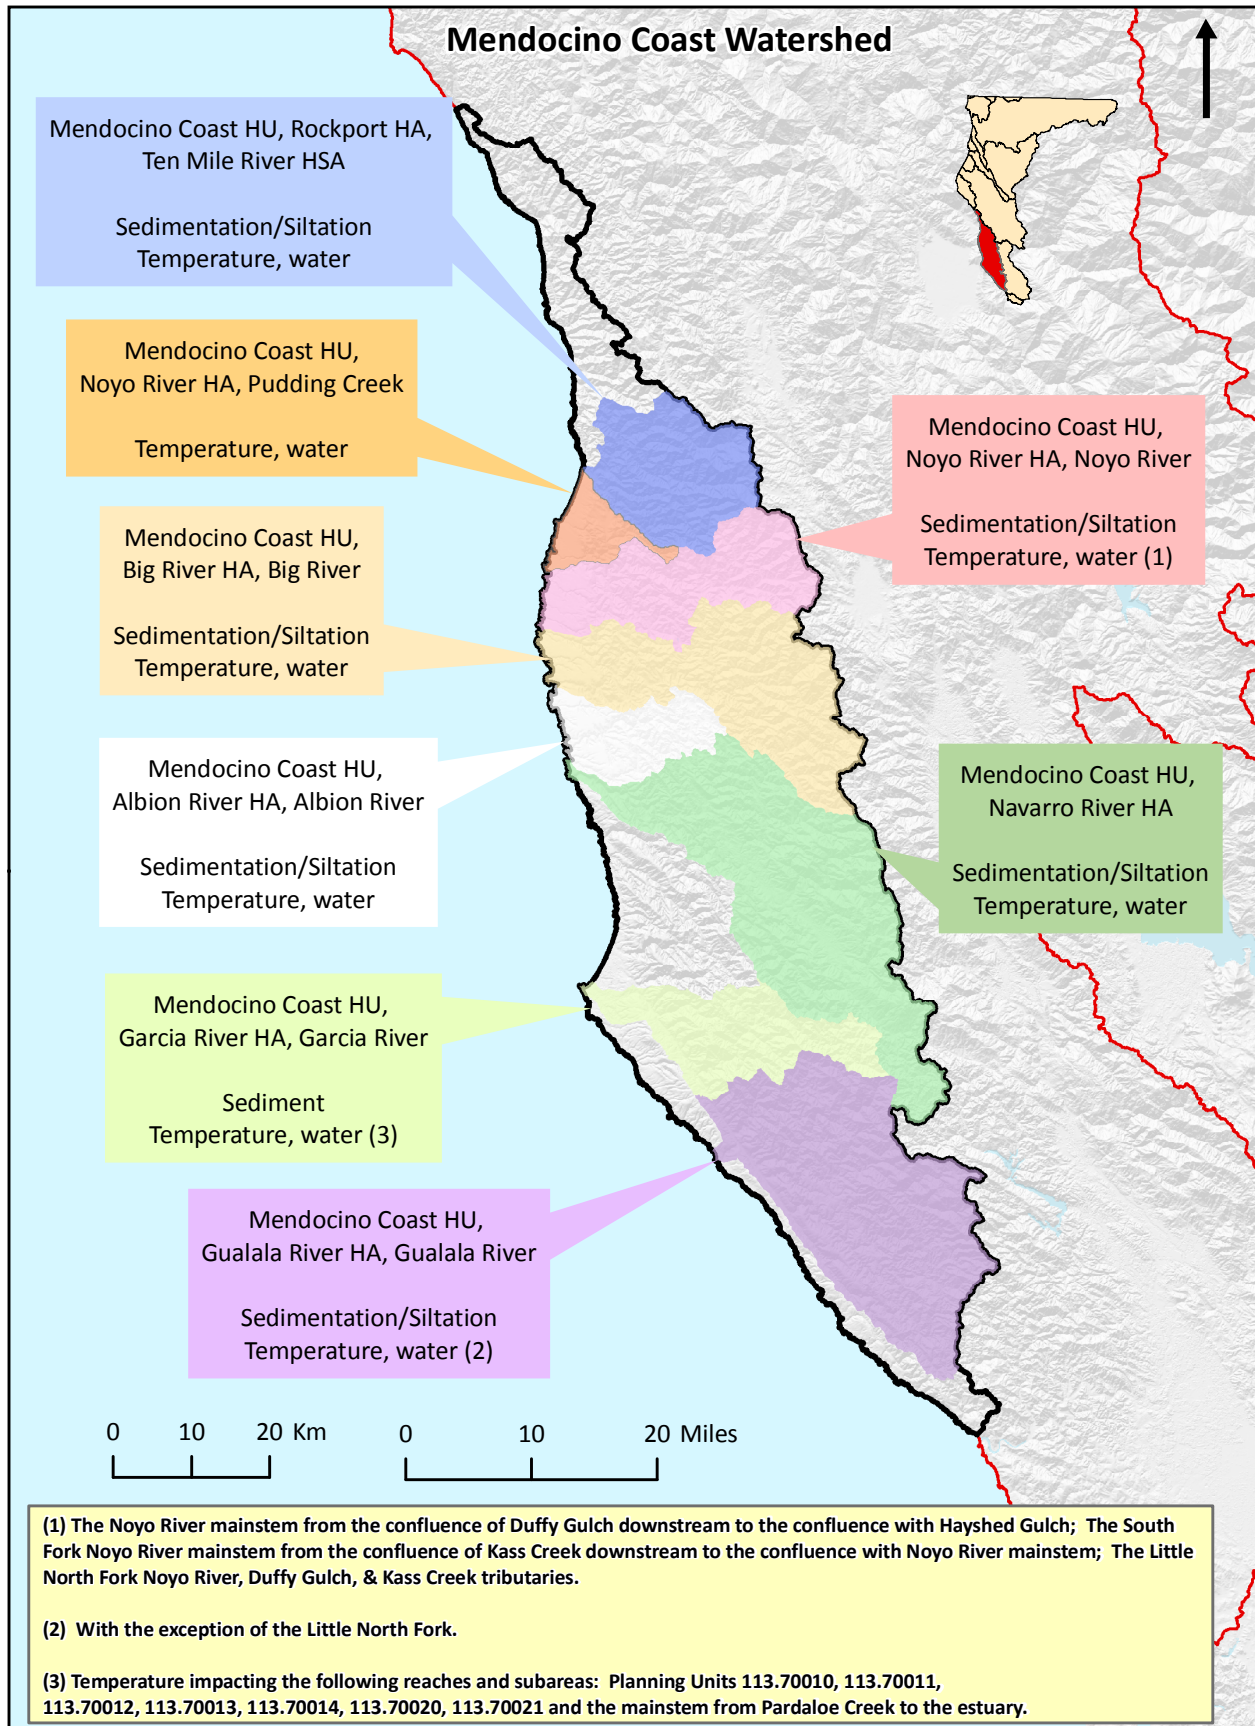 Mendocino Coast Watershed
Mendocino Coast HU, Rockport HA,
Ten Mile River HSA
Sedimentation/Siltation
Temperature, water
Mendocino Coast HU,
Noyo River HA, Pudding Creek
Temperature, water
Mendocino Coast HU,
Noyo River HA, Noyo River
Sedimentation/Siltation
Temperature, water (1)
Mendocino Coast HU,
Big River HA, Big River
Sedimentation/Siltation
Temperature, water
Mendocino Coast HU,
Albion River HA, Albion River
Sedimentation/Siltation
Temperature, water
Mendocino Coast HU,
Navarro River HA
Sedimentation/Siltation
Temperature, water
Mendocino Coast HU,
Garcia River HA, Garcia River
Sediment
Temperature, water (3)
Mendocino Coast HU,
Gualala River HA, Gualala River
Sedimentation/Siltation
Temperature, water (2)
0 10 20 Km
0 10 20 Miles
(1) The Noyo River mainstem from the confluence of Duffy Gulch downstream to the confluence with Hayshed Gulch; The South
Fork Noyo River mainstem from the confluence of Kass Creek downstream to the confluence with Noyo River mainstem; The Little
North Fork Noyo River, Duffy Gulch, & Kass Creek tributaries.
(2) With the exception of the Little North Fork.
(3) Temperature impacting the following reaches and subareas: Planning Units 113.70010, 113.70011,
113.70012, 113.70013, 113.70014, 113.70020, 113.70021 and the mainstem from Pardaloe Creek to the estuary.